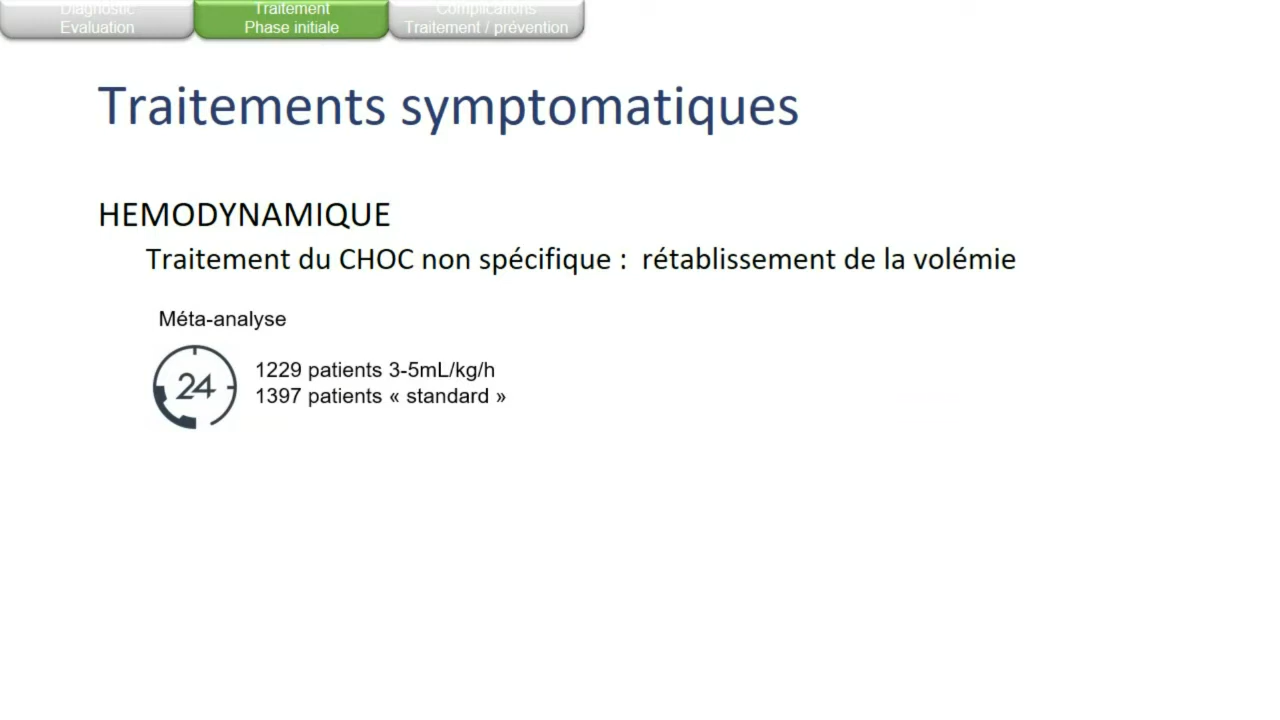 Diagnostic
Evaluation
Traitement
Phase initiale
Complications
Traitement / prévention
Traitements symptomatiques
HEMODYNAMIQUE
Traitement du CHOC non spécifique : rétablissement de la volémie
Méta-analyse
24
1229 patients 3-5mL/kg/h
1397 patients « standard »